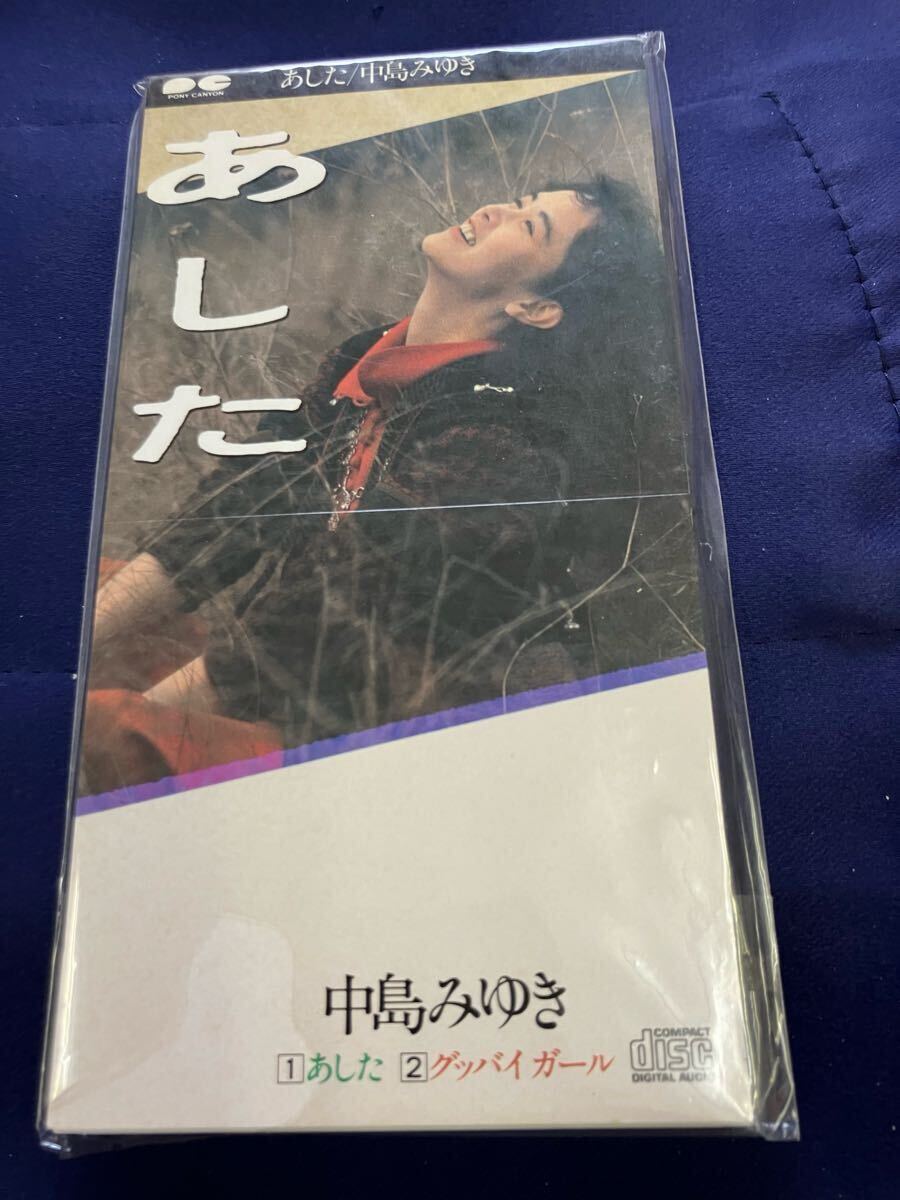 PONY CANYON
あした/中島みゆき
あした
中島みゆき
1あした 2グッバイ ガール
COMPACT
disc
DIGITAL AUDIO